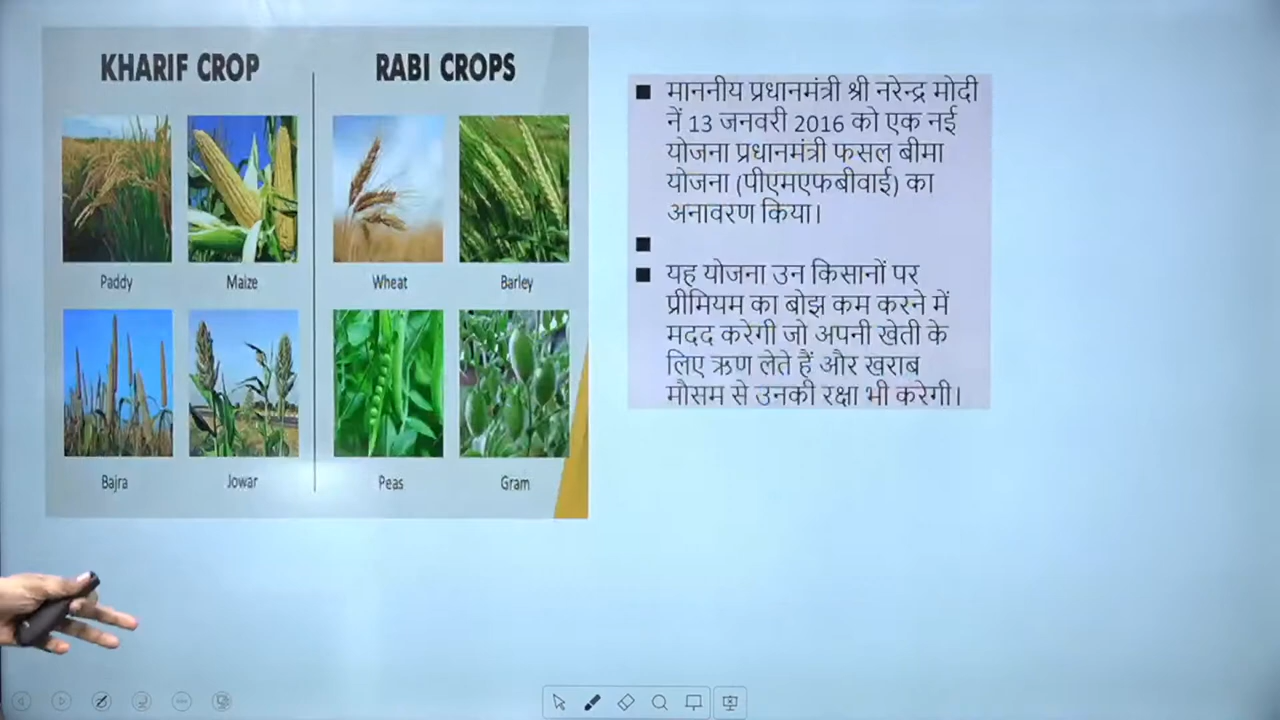 KHARIF CROP
RABI CROPS
Paddy
Maize
Wheat
Barley
Bajra
Jowar
Peas
Gram
माननीय प्रधानमंत्री श्री नरेन्द्र मोदी
नें 13 जनवरी 2016 को एक नई
योजना प्रधानमंत्री फसल बीमा
योजना (पीएमएफबीवाई) का
अनावरण किया।
यह योजना उन किसानों पर
प्रीमियम का बोझ कम करने में
मदद करेगी जो अपनी खेती के
लिए ऋण लेते हैं और खराब
मौसम से उनकी रक्षा भी करेगी।